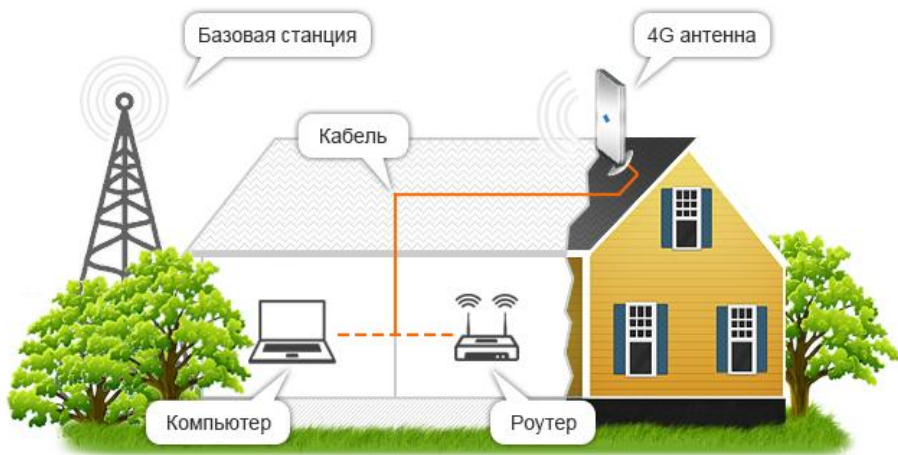 Базовая станция
4G антенна
Кабель
Компьютер
Роутер